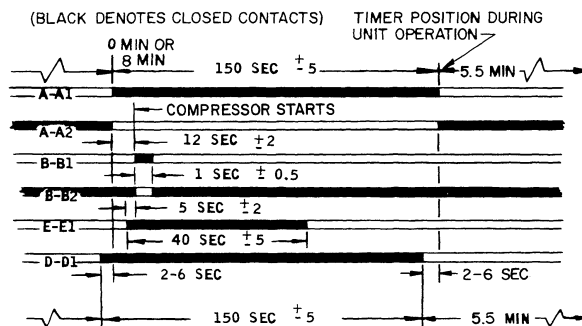 (BLACK DENOTES CLOSED CONTACTS)
TIMER POSITION DURING
UNIT OPERATION
0 MIN OR
8 MIN
150 SEC ± 5
5.5 MIN
A-A1
COMPRESSOR STARTS
A-A2
12 SEC ± 2
B-B1
1 SEC ± 0.5
B-B2
5 SEC ± 2
E-E1
40 SEC ± 5
D-D1
2-6 SEC
2-6 SEC
150 SEC ± 5
5.5 MIN